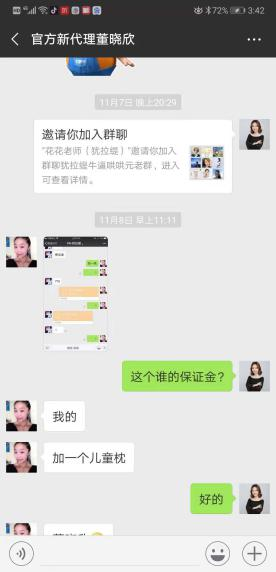 72% 3:42
官方新代理董晓欣
11月7日 晚上20:29
邀请你加入群聊
"花花老师（犹拉缇）"邀请你加入
群聊犹拉缇牛逼哄哄元老群，进入
可查看详情。
11月8日 早上11:11
这个谁的保证金？
我的
加一个儿童枕
好的